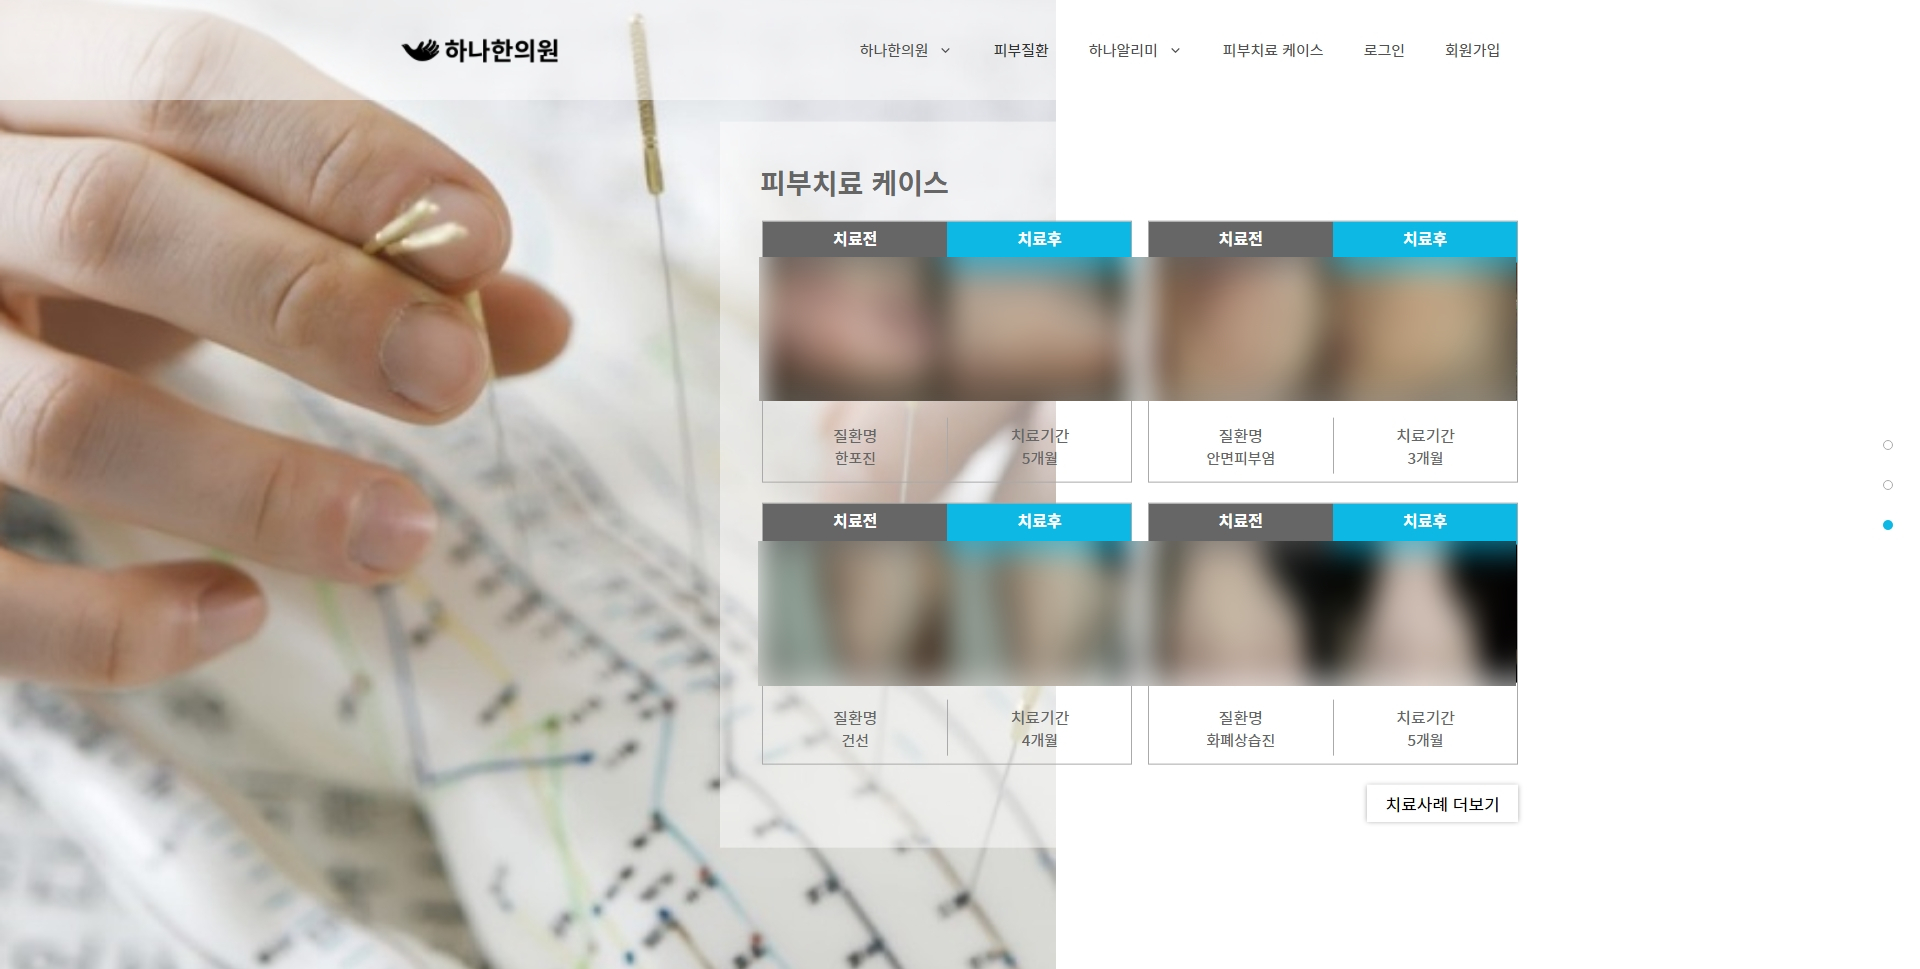 하나한의원
하나한의원 피부질환 하나알리미 피부치료 케이스 로그인 회원가입
피부치료 케이스
치료전 치료후 치료전 치료후
질환명 치료기간 질환명 치료기간
한포진 5개월 안면피부염 3개월
치료전 치료후 치료전 치료후
질환명 치료기간 질환명 치료기간
건선 4개월 화폐상습진 5개월
치료사례 더보기